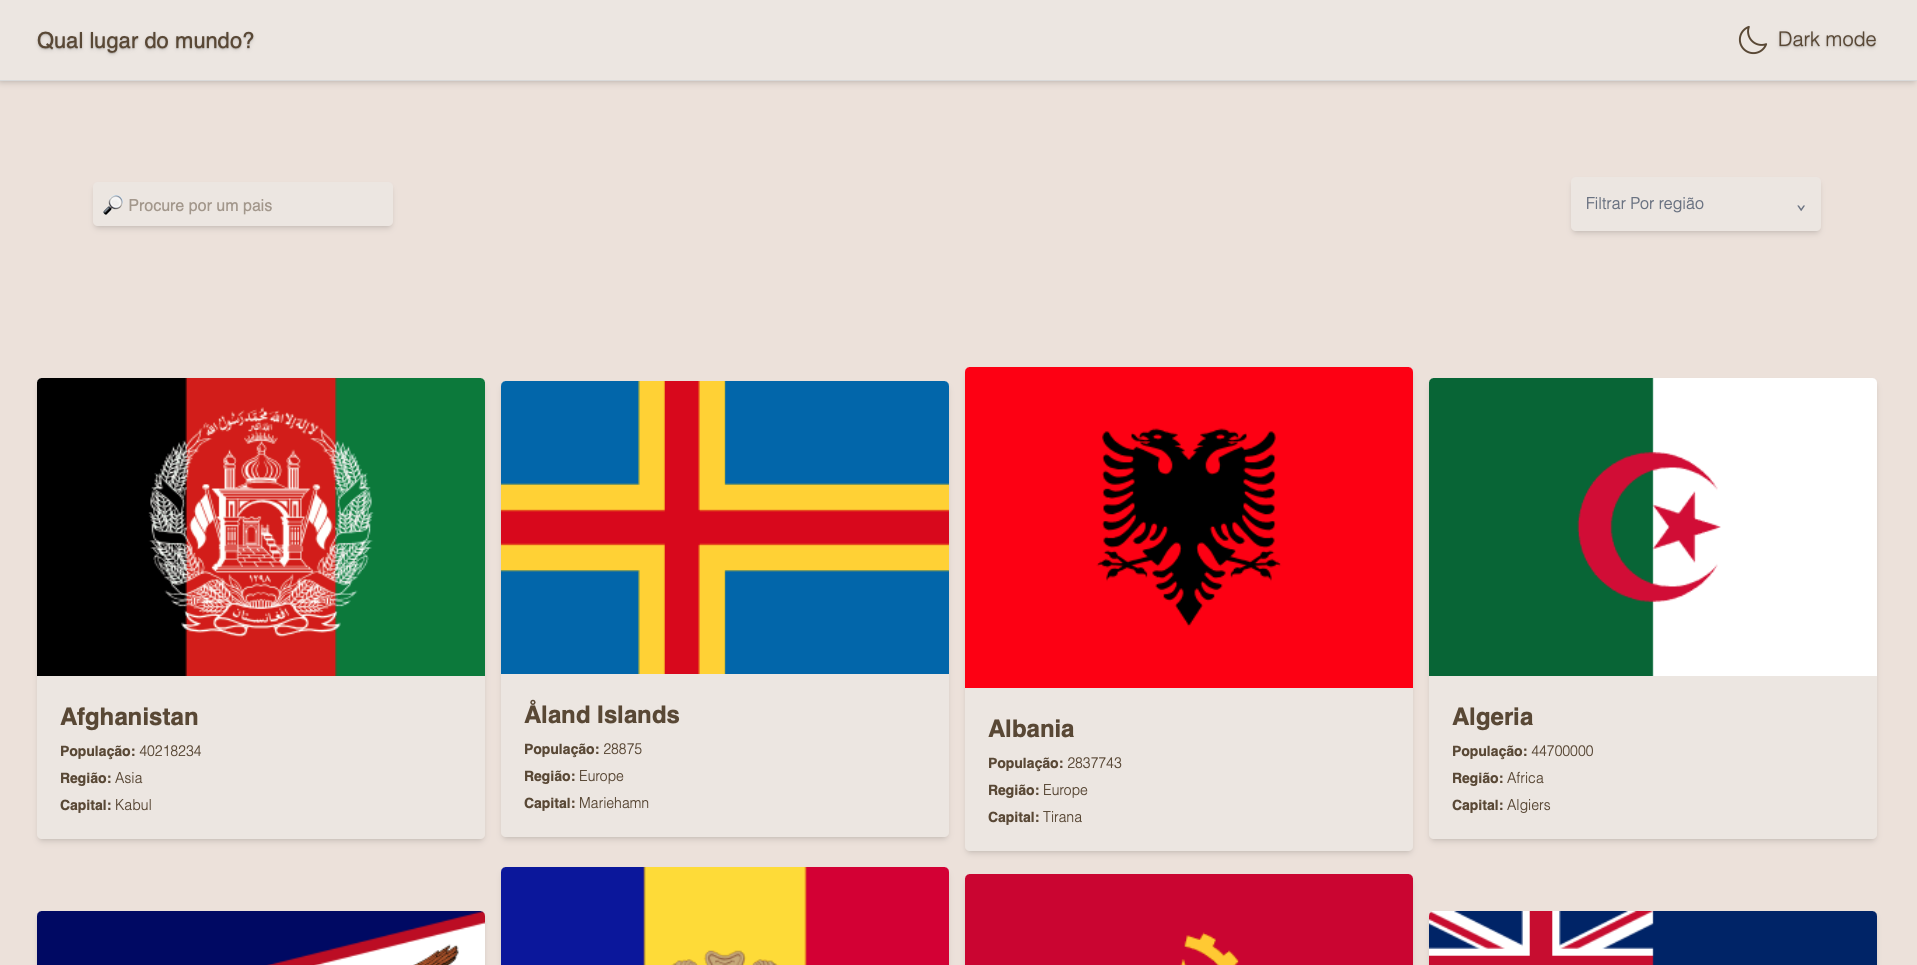 Qual lugar do mundo?
Dark mode
🔎 Procure por um pais
Filtrar Por região
Afghanistan
População: 40218234
Região: Asia
Capital: Kabul
Åland Islands
População: 28875
Região: Europe
Capital: Mariehamn
Albania
População: 2837743
Região: Europe
Capital: Tirana
Algeria
População: 44700000
Região: Africa
Capital: Algiers